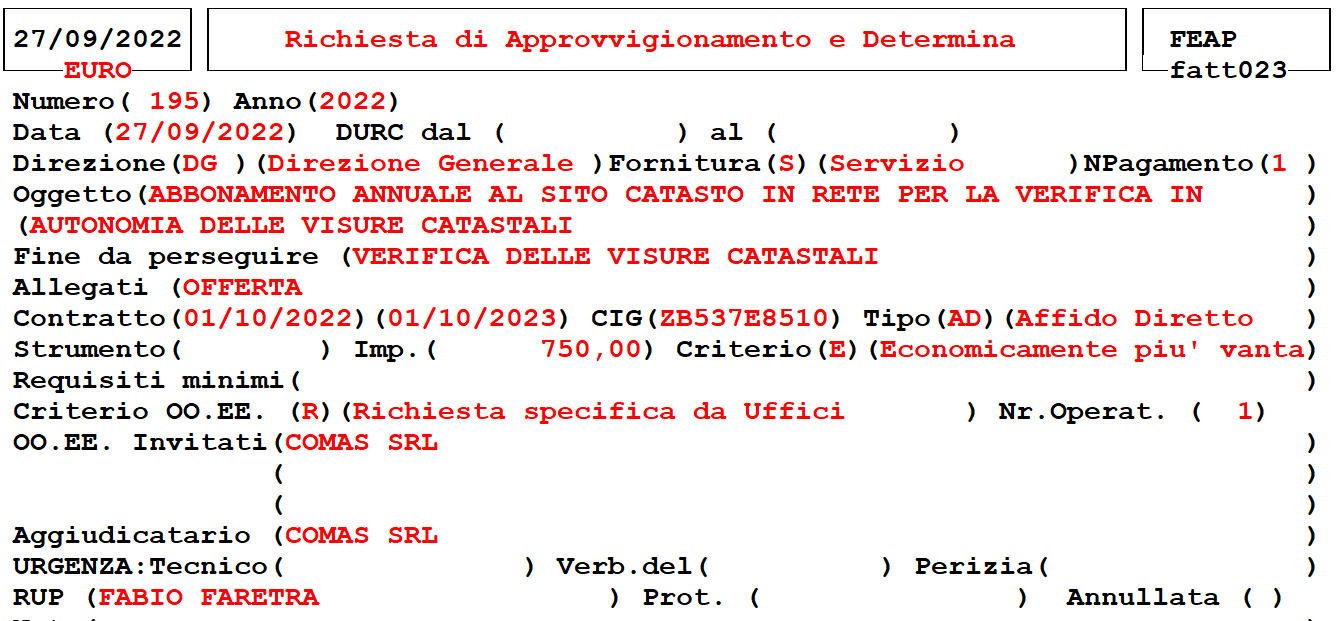 27/09/2022 Richiesta di Approvvigionamento e Determina FEAP
EURO fatt023
Numero( 195) Anno(2022)
Data (27/09/2022) DURC dal ( ) al ( )
Direzione(DG )(Direzione Generale )Fornitura(S)(Servizio )NPagamento(1 )
Oggetto(ABBONAMENTO ANNUALE AL SITO CATASTO IN RETE PER LA VERIFICA IN )
(AUTONOMIA DELLE VISURE CATASTALI )
Fine da perseguire (VERIFICA DELLE VISURE CATASTALI )
Allegati (OFFERTA )
Contratto(01/10/2022)(01/10/2023) CIG(ZB537E8510) Tipo(AD)(Affido Diretto )
Strumento( ) Imp.( 750,00) Criterio(E)(Economicamente piu' vanta)
Requisiti minimi( )
Criterio OO.EE. (R)(Richiesta specifica da Uffici ) Nr.Operat. ( 1)
OO.EE. Invitati(COMAS SRL )
( )
( )
Aggiudicatario (COMAS SRL )
URGENZA:Tecnico( ) Verb.del( ) Perizia( )
RUP (FABIO FARETRA ) Prot. ( ) Annullata ( )